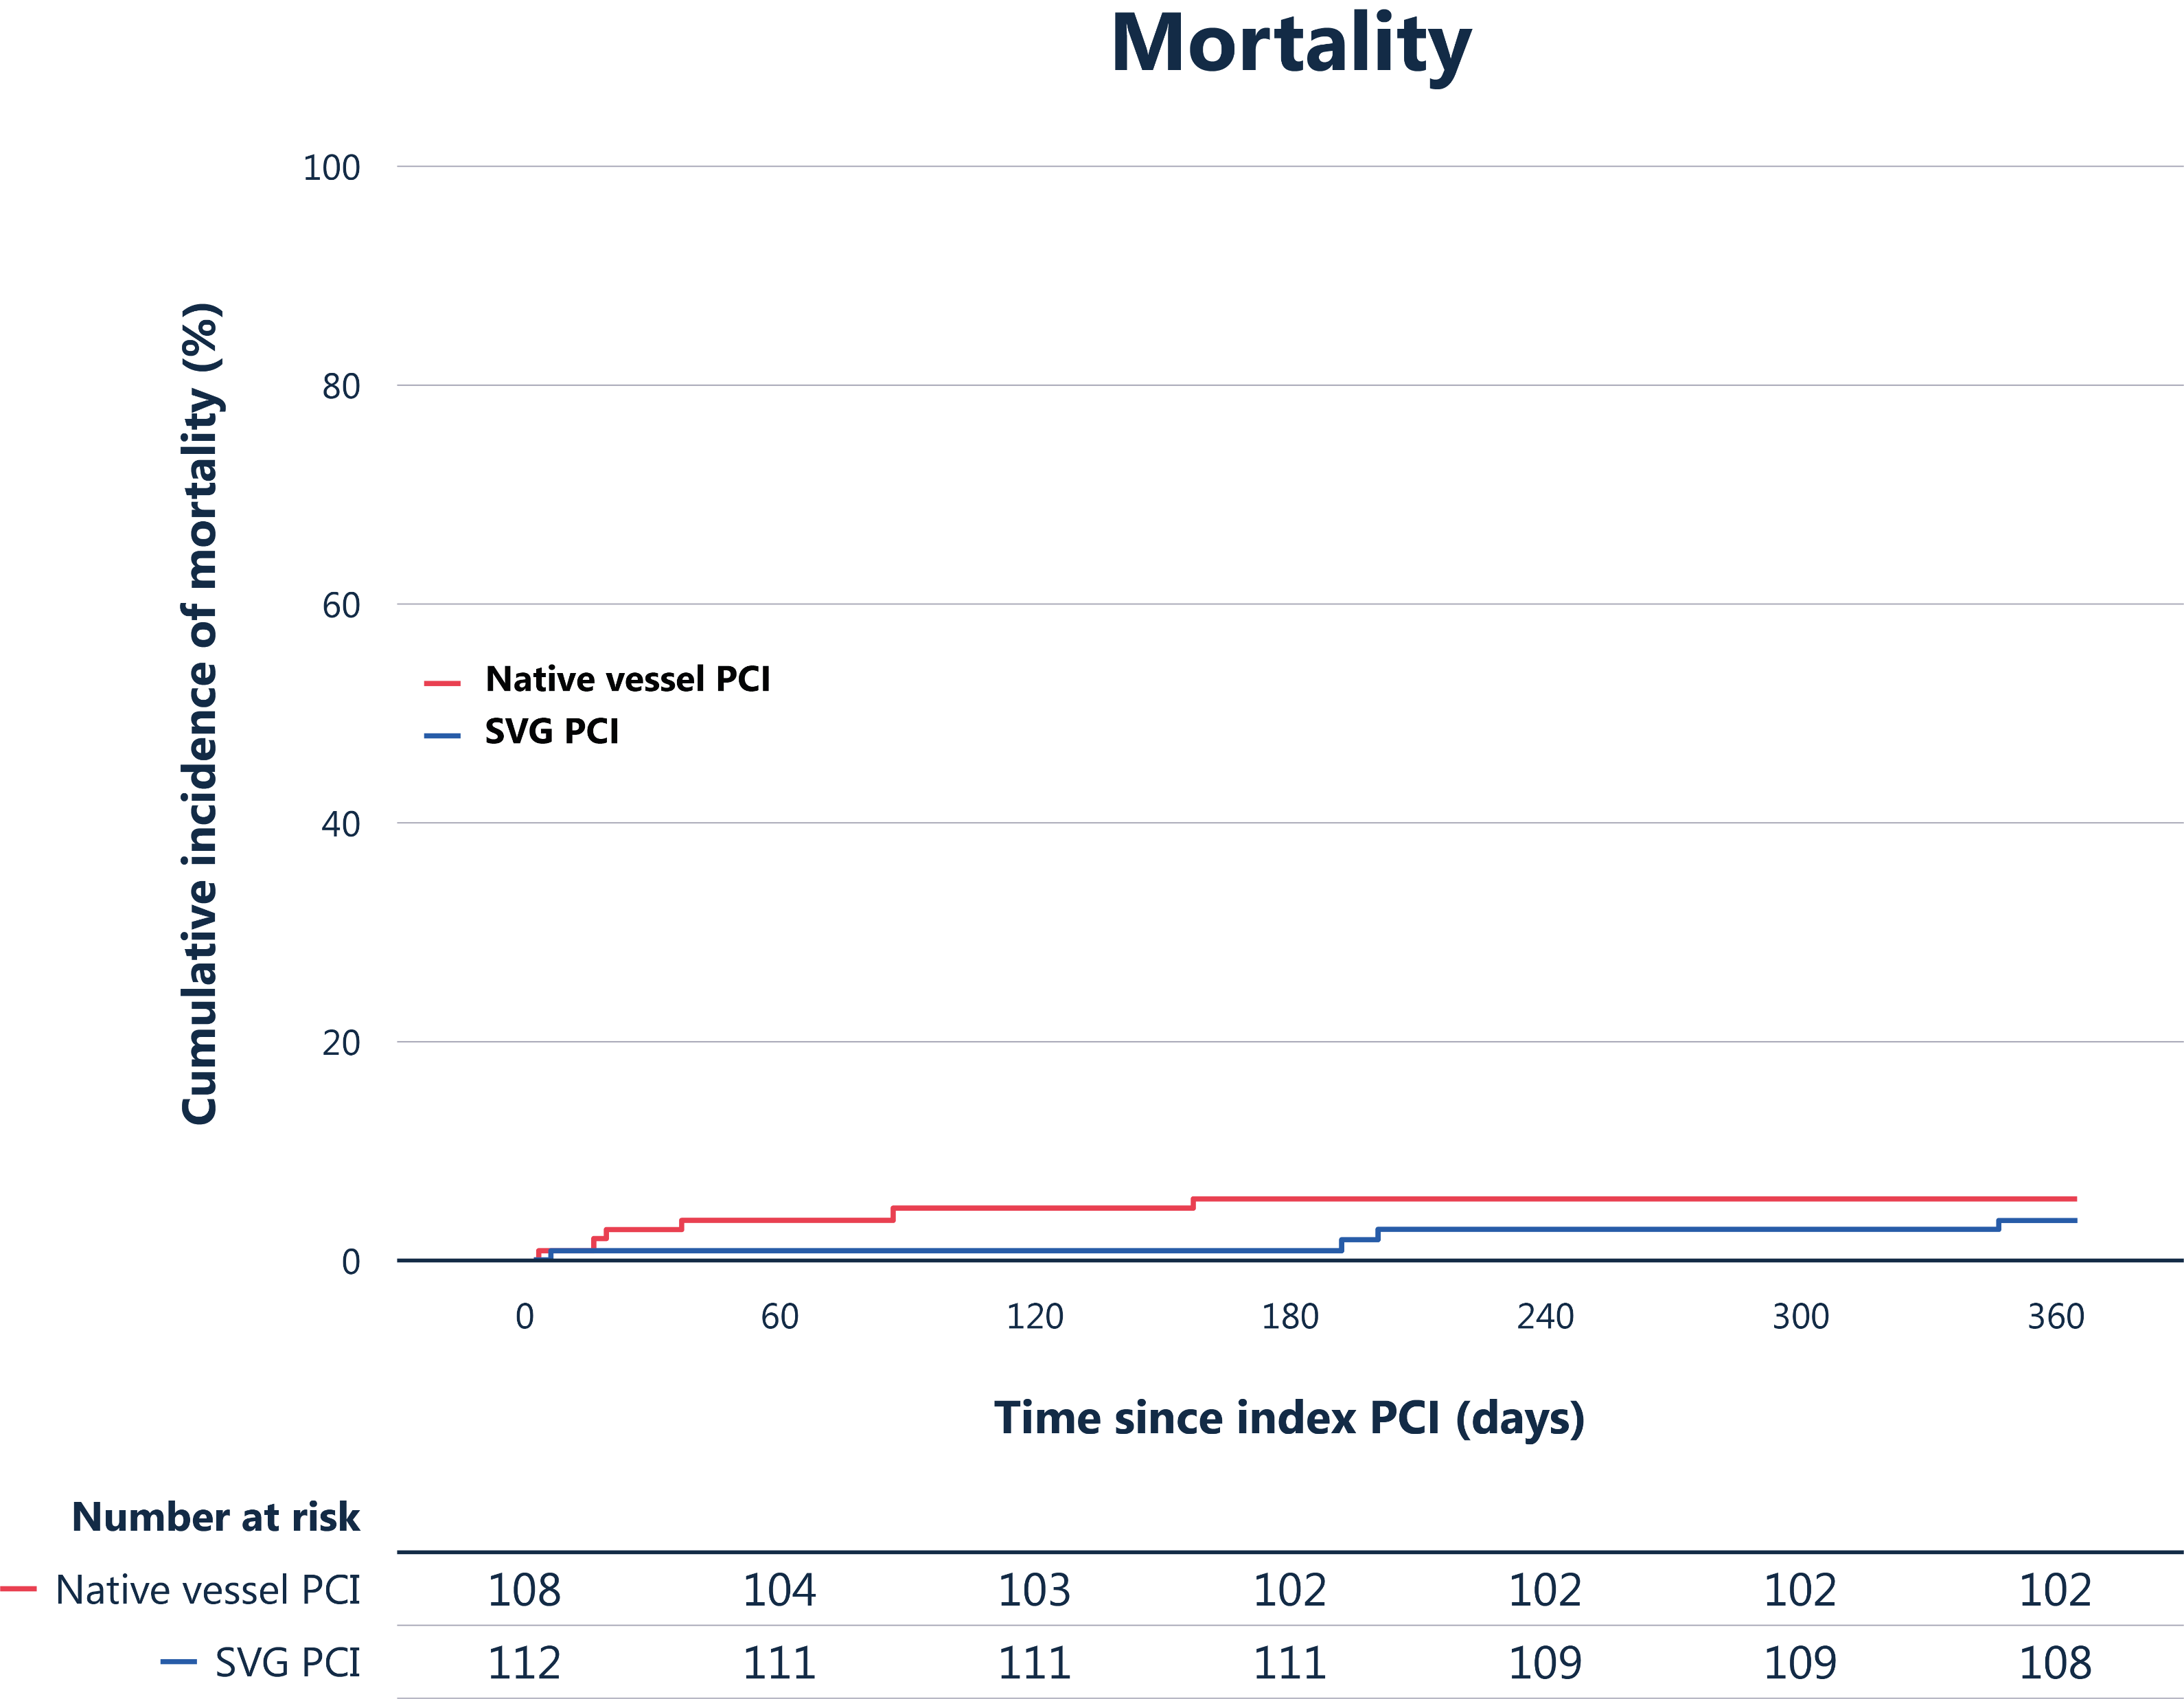 Mortality
Cumulative incidence of mortality (%)
100
80
60
40
20
0
Native vessel PCI
SVG PCI
0 60 120 180 240 300 360
Time since index PCI (days)
Number at risk
Native vessel PCI 108 104 103 102 102 102 102
SVG PCI 112 111 111 111 109 109 108